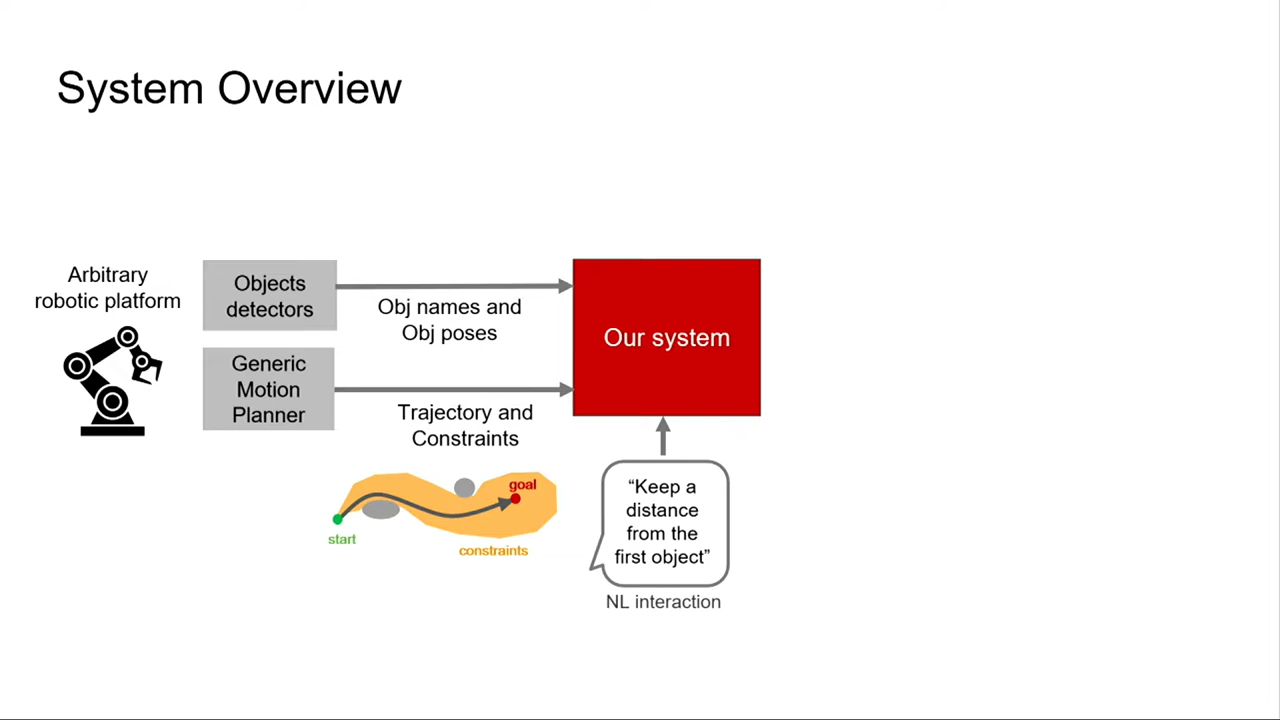 System Overview
Arbitrary
robotic platform
Objects
detectors
Obj names and
Obj poses
Generic
Motion
Planner
Trajectory and
Constraints
Our system
start
goal
constraints
“Keep a
distance
from the
first object”
NL interaction